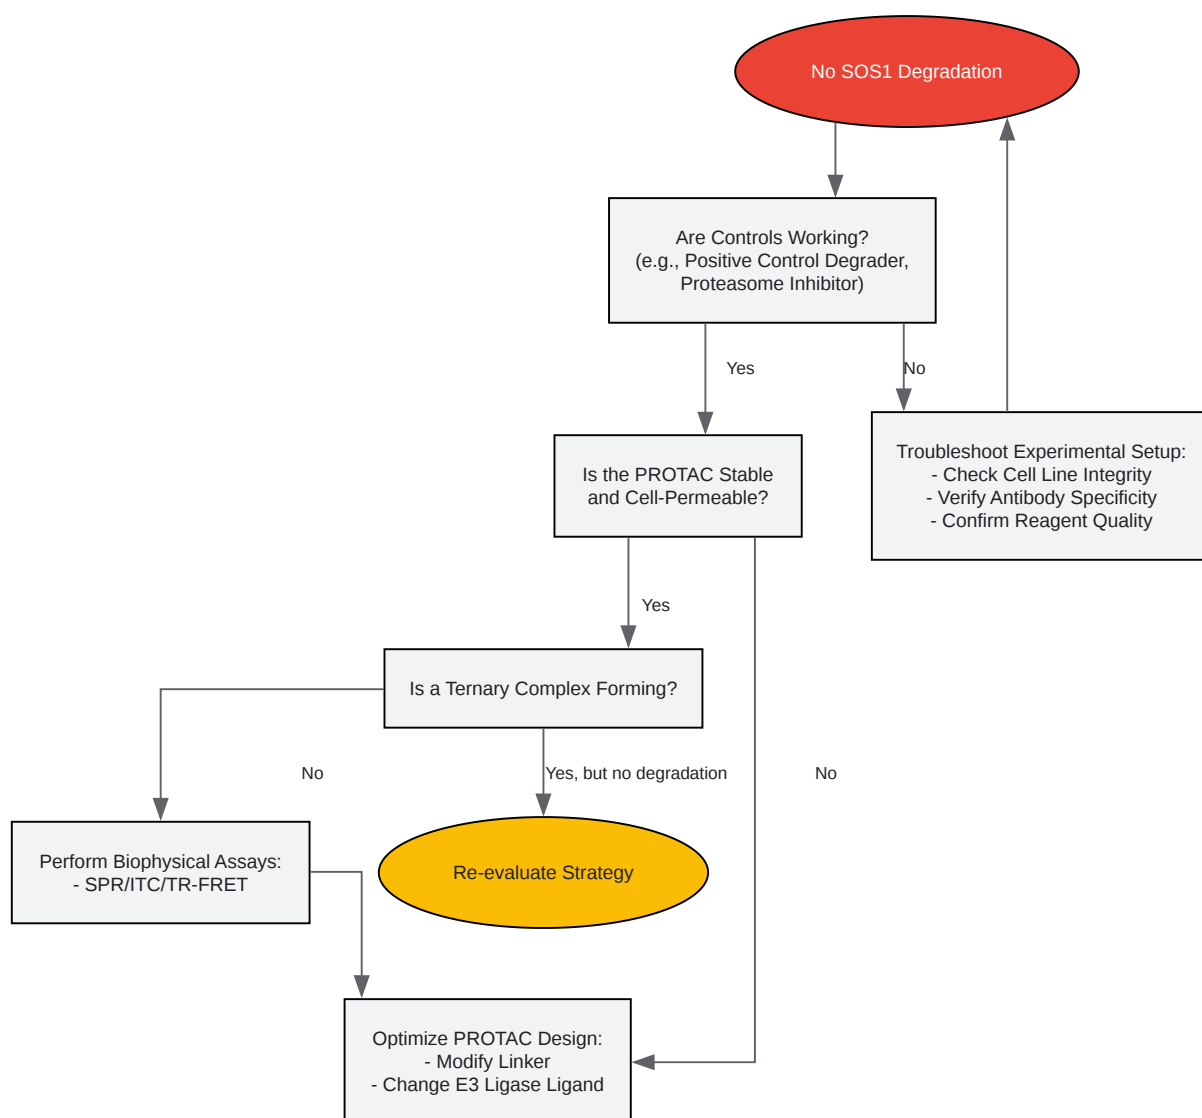 No SOS1 Degradation
Are Controls Working?
(e.g., Positive Control Degrader,
Proteasome Inhibitor)
Yes
No
Is the PROTAC Stable
and Cell-Permeable?
Troubleshoot Experimental Setup:
- Check Cell Line Integrity
- Verify Antibody Specificity
- Confirm Reagent Quality
Yes
Is a Ternary Complex Forming?
No
Yes, but no degradation
No
Perform Biophysical Assays:
- SPR/ITC/TR-FRET
Re-evaluate Strategy
Optimize PROTAC Design:
- Modify Linker
- Change E3 Ligase Ligand